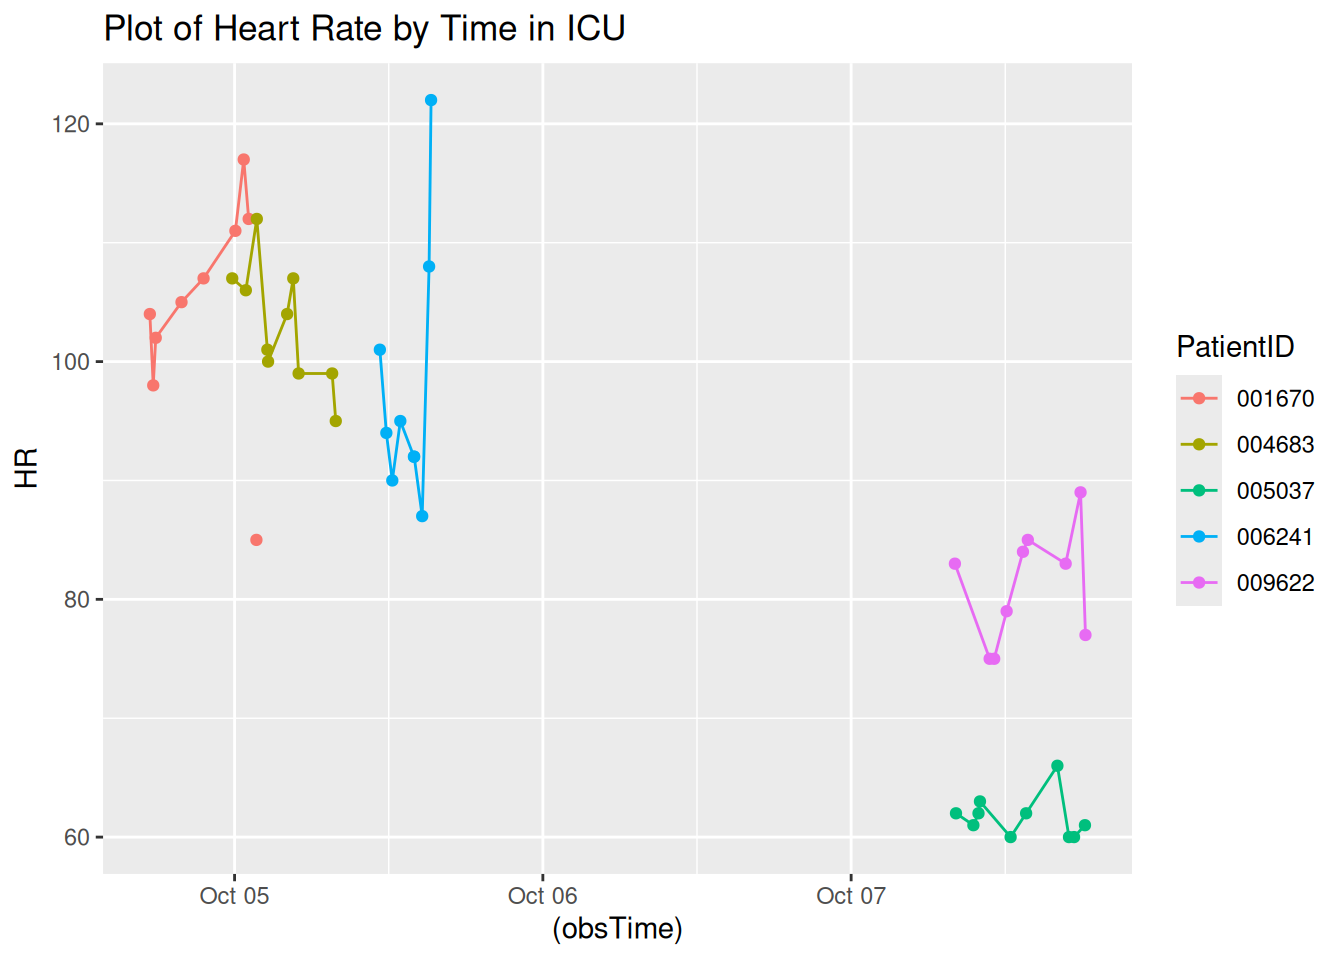 Plot of Heart Rate by Time in ICU
120
100
80
60
HR
Oct 05
Oct 06
Oct 07
(obsTime)
PatientID
001670
004683
005037
006241
009622